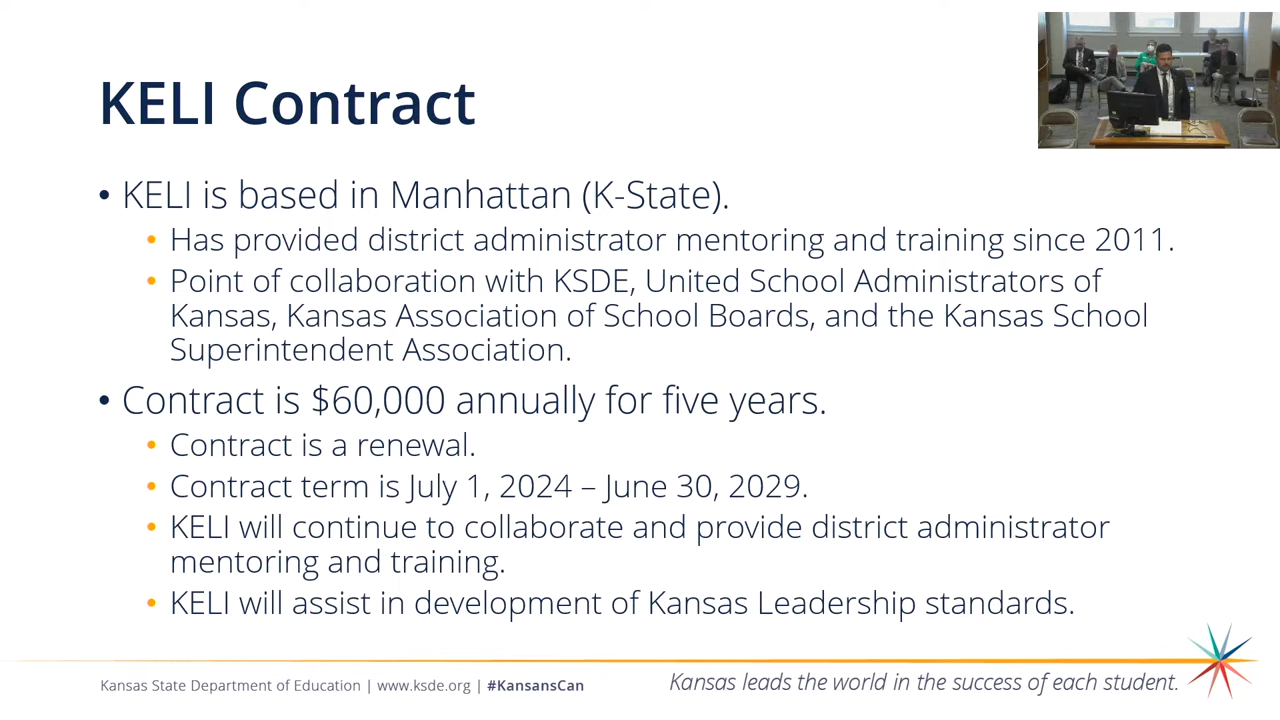 KELI Contract
• KELI is based in Manhattan (K-State).
• Has provided district administrator mentoring and training since 2011.
• Point of collaboration with KSDE, United School Administrators of
Kansas, Kansas Association of School Boards, and the Kansas School
Superintendent Association.
• Contract is $60,000 annually for five years.
• Contract is a renewal.
• Contract term is July 1, 2024 – June 30, 2029.
• KELI will continue to collaborate and provide district administrator
mentoring and training.
• KELI will assist in development of Kansas Leadership standards.
Kansas State Department of Education | www.ksde.org | #KansansCan
Kansas leads the world in the success of each student.